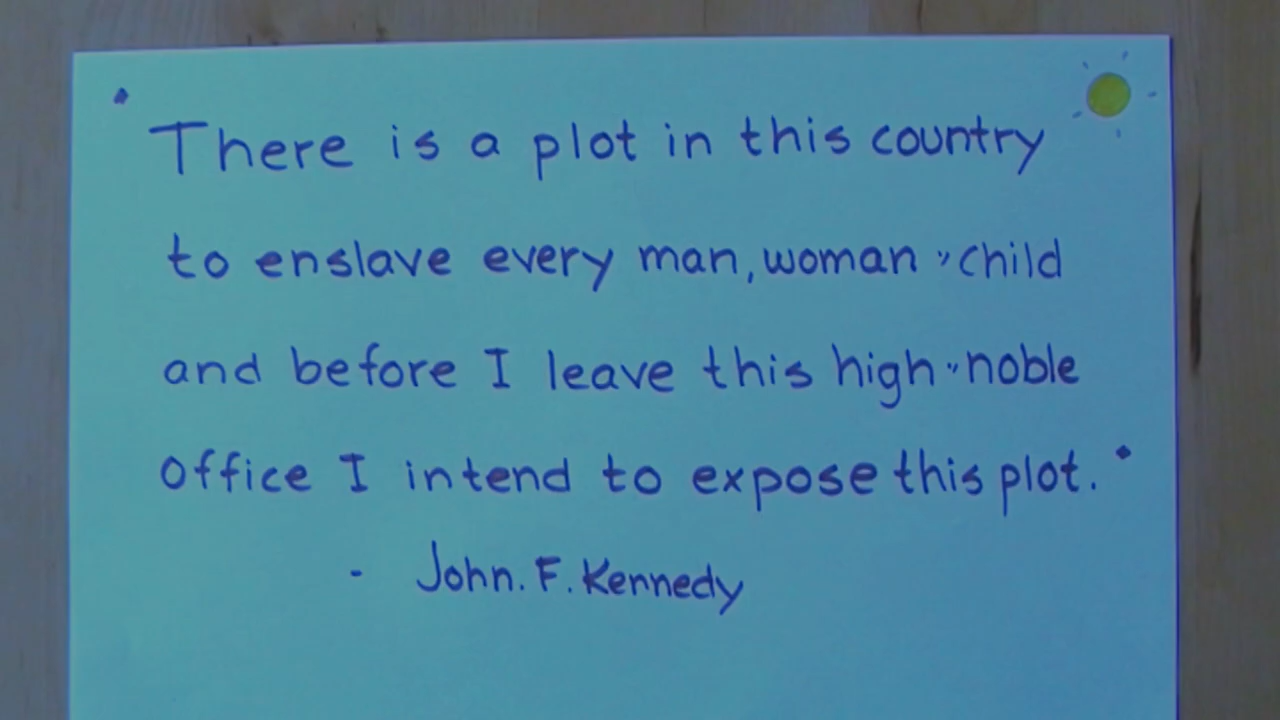 " There is a plot in this country
to enslave every man, woman " child
and before I leave this high " noble
office I intend to expose this plot. "
- John. F. Kennedy